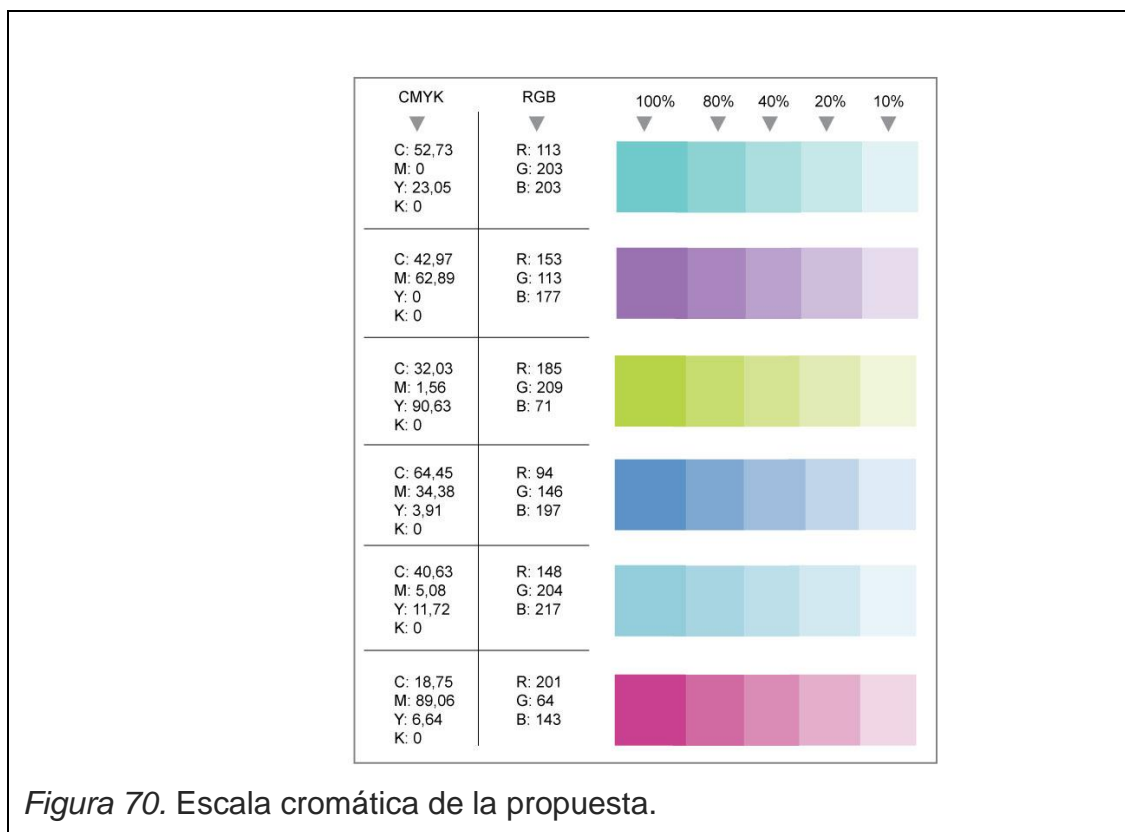 CMYK RGB 100% 80% 40% 20% 10%
C: 52,73 R: 113
M: 0 G: 203
Y: 23,05 B: 203
K: 0
C: 42,97 R: 153
M: 62,89 G: 113
Y: 0 B: 177
K: 0
C: 32,03 R: 185
M: 1,56 G: 209
Y: 90,63 B: 71
K: 0
C: 64,45 R: 94
M: 34,38 G: 146
Y: 3,91 B: 197
K: 0
C: 40,63 R: 148
M: 5,08 G: 204
Y: 11,72 B: 217
K: 0
C: 18,75 R: 201
M: 89,06 G: 64
Y: 6,64 B: 143
K: 0
Figura 70. Escala cromática de la propuesta.